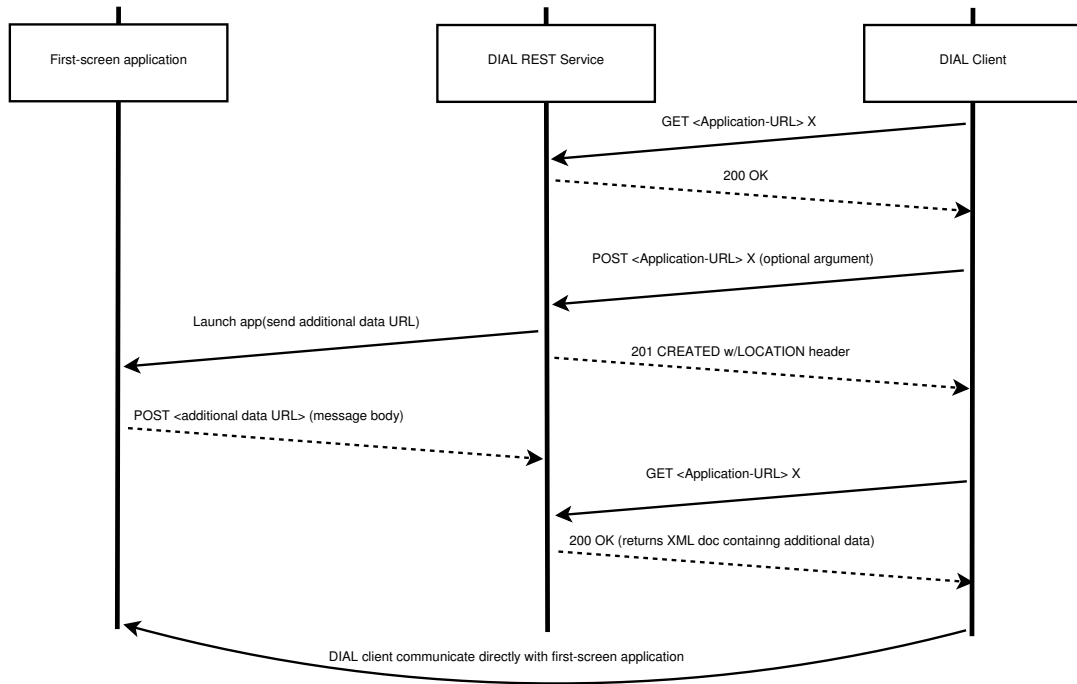 First-screen application
DIAL REST Service
DIAL Client
GET <Application-URL> X
200 OK
POST <Application-URL> X (optional argument)
Launch app(send additional data URL)
201 CREATED w/LOCATION header
POST <additional data URL> (message body)
GET <Application-URL> X
200 OK (returns XML doc containng additional data)
DIAL client communicate directly with first-screen application